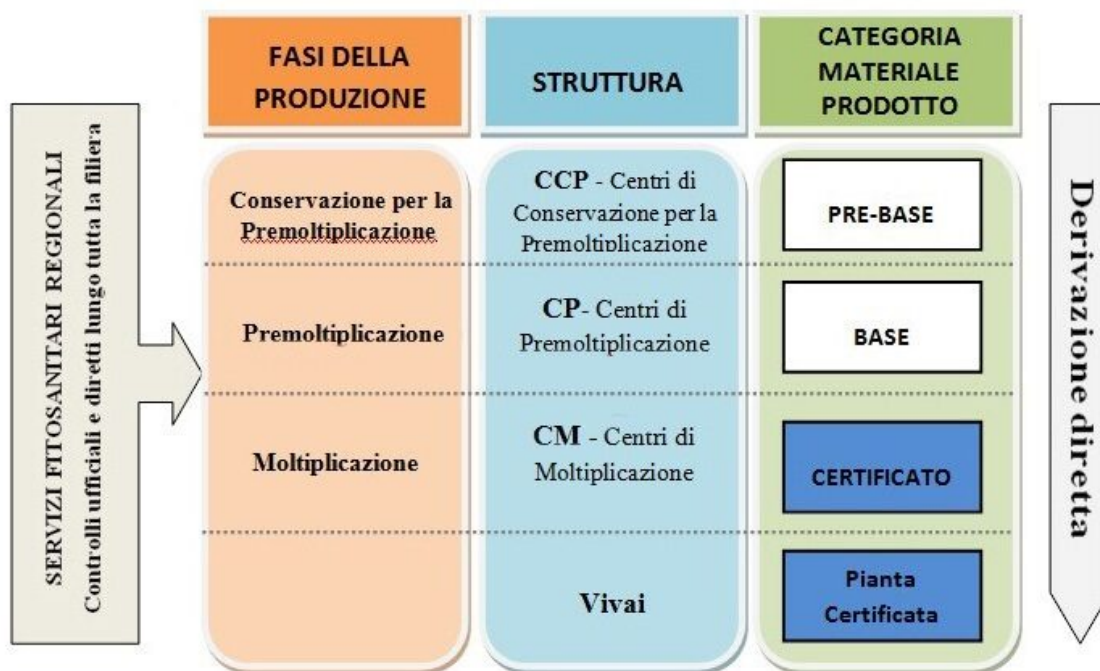 SERVIZI FITOSANITARI REGIONALI
Controlli ufficiali e diretti lungo tutta la filiera
FASI DELLA
PRODUZIONE
STRUTTURA
CATEGORIA
MATERIALE
PRODOTTO
Conservazione per la
Premoltiplicazione
CCP - Centri di
Conservazione per la
Premoltiplicazione
PRE-BASE
Premoltiplicazione
CP- Centri di
Premoltiplicazione
BASE
Moltiplicazione
CM - Centri di
Moltiplicazione
CERTIFICATO
Vivai
Pianta
Certificata
Derivazione diretta